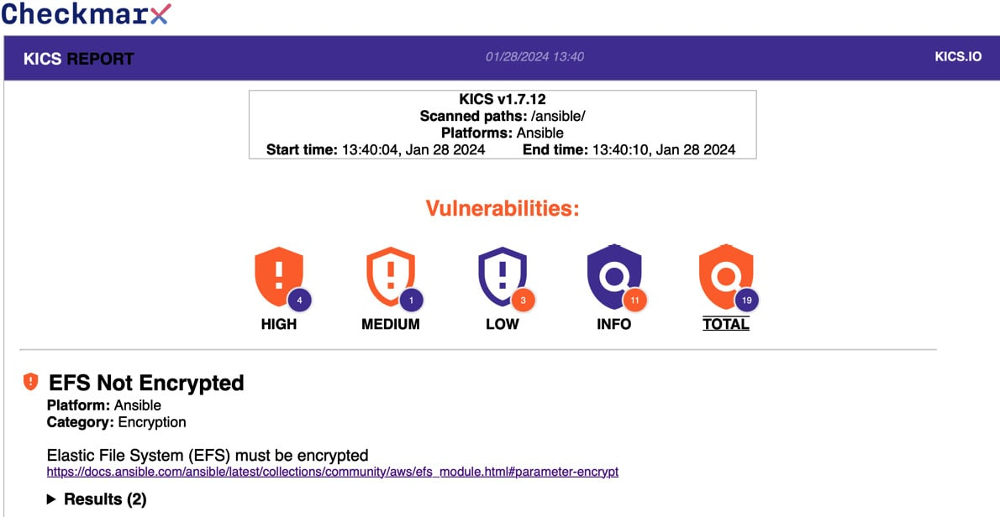 Checkmarx
KICS REPORT 01/28/2024 13:40 KICS.IO
KICS v1.7.12
Scanned paths: /ansible/
Platforms: Ansible
Start time: 13:40:04, Jan 28 2024 End time: 13:40:10, Jan 28 2024
Vulnerabilities:
4 1 3 11 19
HIGH MEDIUM LOW INFO TOTAL
EFS Not Encrypted
Platform: Ansible
Category: Encryption
Elastic File System (EFS) must be encrypted
https://docs.ansible.com/ansible/latest/collections/community/aws/efs_module.html#parameter-encrypt
Results (2)